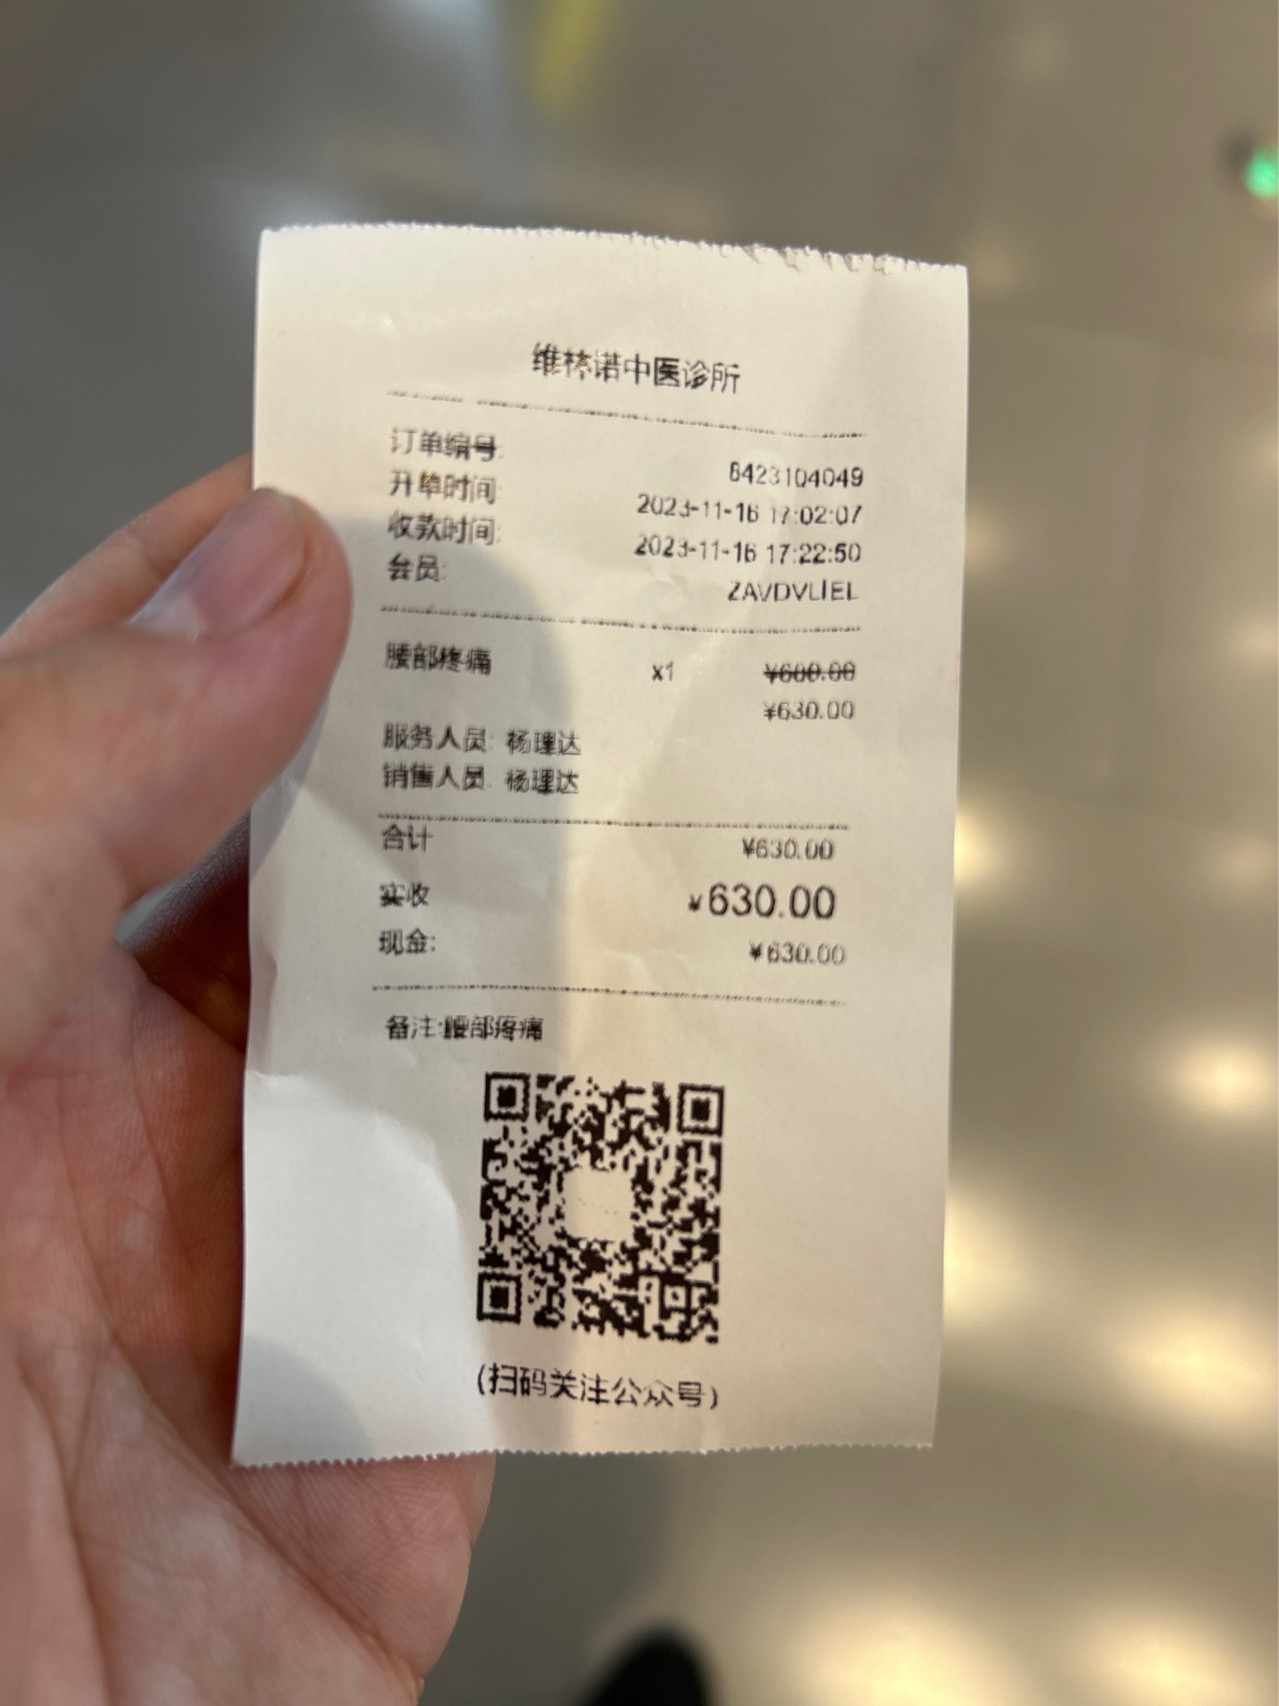 维林诺中医诊所
订单编号: 8423104049
开单时间: 2023-11-16 17:02:07
收款时间: 2023-11-16 17:22:50
会员: ZAVDVLIEL
腰部疼痛 x1 ¥600.00
¥630.00
服务人员: 杨理达
销售人员: 杨理达
合计 ¥630.00
实收 ¥630.00
现金: ¥630.00
备注:腰部疼痛
(扫码关注公众号)